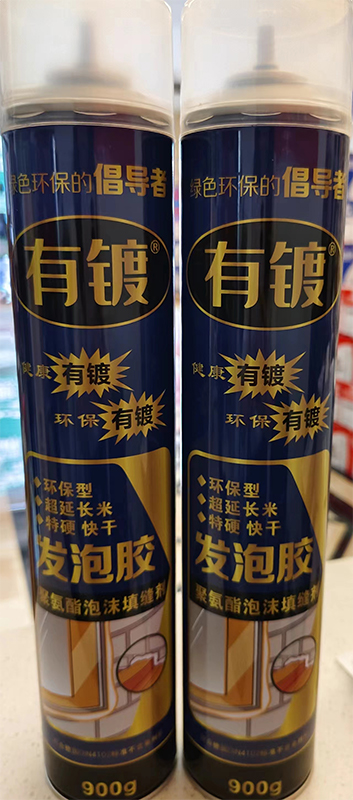 绿色环保的倡导者
有镀®
健康 有镀
环保 有镀
环保型
超延长米
特硬 快干
发泡胶
聚氨酯泡沫填缝剂
900g
绿色环保的倡导者
有镀®
健康 有镀
环保 有镀
环保型
超延长米
特硬 快干
发泡胶
聚氨酯泡沫填缝剂
900g